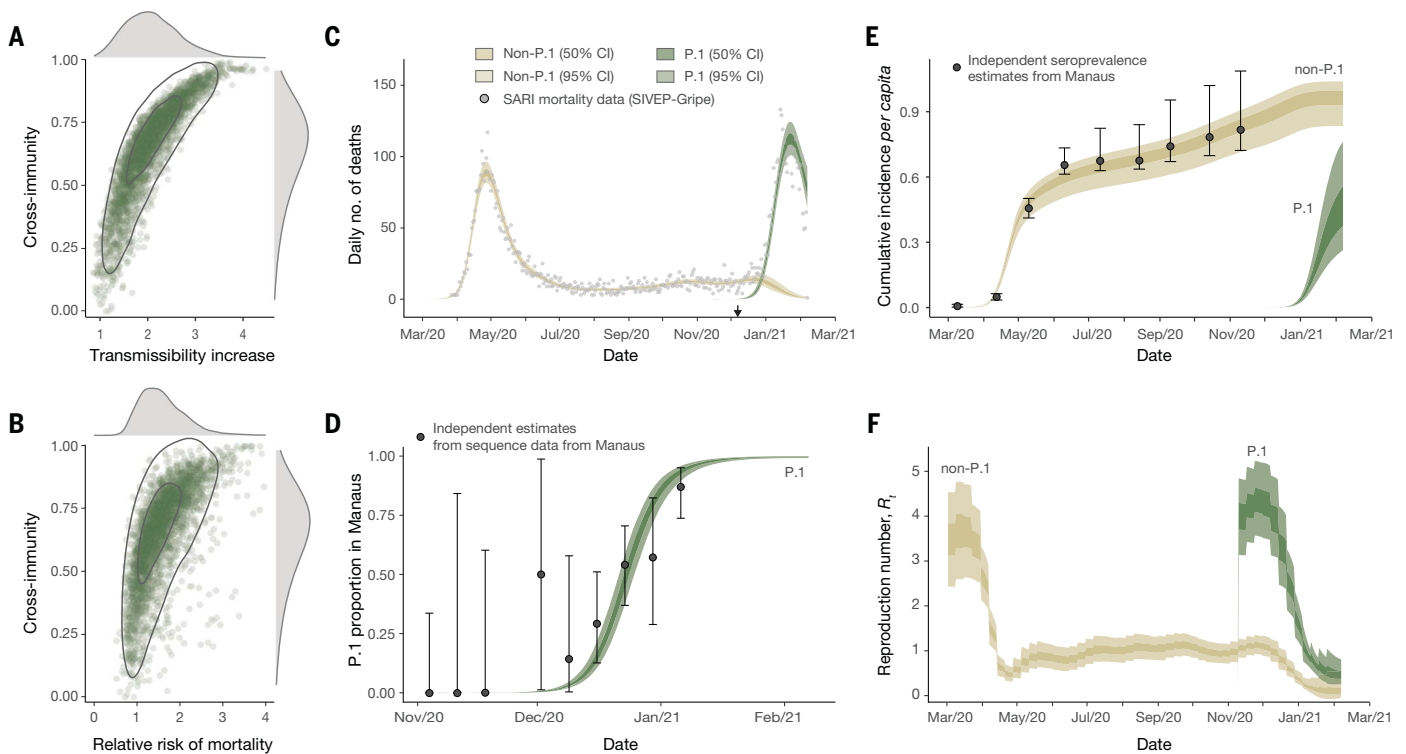 A
1.00
0.75
0.50
0.25
0.00
Cross-immunity
1
2
3
4
Transmissibility increase
B
1.00
0.75
0.50
0.25
0.00
Cross-immunity
0
1
2
3
4
Relative risk of mortality
C
Non-P.1 (50% CI)
P.1 (50% CI)
Non-P.1 (95% CI)
P.1 (95% CI)
SARI mortality data (SIVEP-Gripe)
150
100
50
0
Daily no. of deaths
Mar/20
May/20
Jul/20
Sep/20
Nov/20
Jan/21
Mar/21
Date
D
Independent estimates
from sequence data from Manaus
1.00
0.75
0.50
0.25
0.00
P.1 proportion in Manaus
P.1
Nov/20
Dec/20
Jan/21
Feb/21
Date
E
Independent seroprevalence
estimates from Manaus
non-P.1
P.1
0.9
0.6
0.3
0.0
Cumulative incidence per capita
Mar/20
May/20
Jul/20
Sep/20
Nov/20
Jan/21
Mar/21
Date
F
non-P.1
P.1
5
4
3
2
1
0
Reproduction number, Rt
Mar/20
May/20
Jul/20
Sep/20
Nov/20
Jan/21
Mar/21
Date